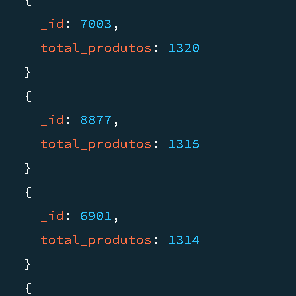 {
_id: 7003,
total_produtos: 1320
}
{
_id: 8877,
total_produtos: 1315
}
{
_id: 6901,
total_produtos: 1314
}
{